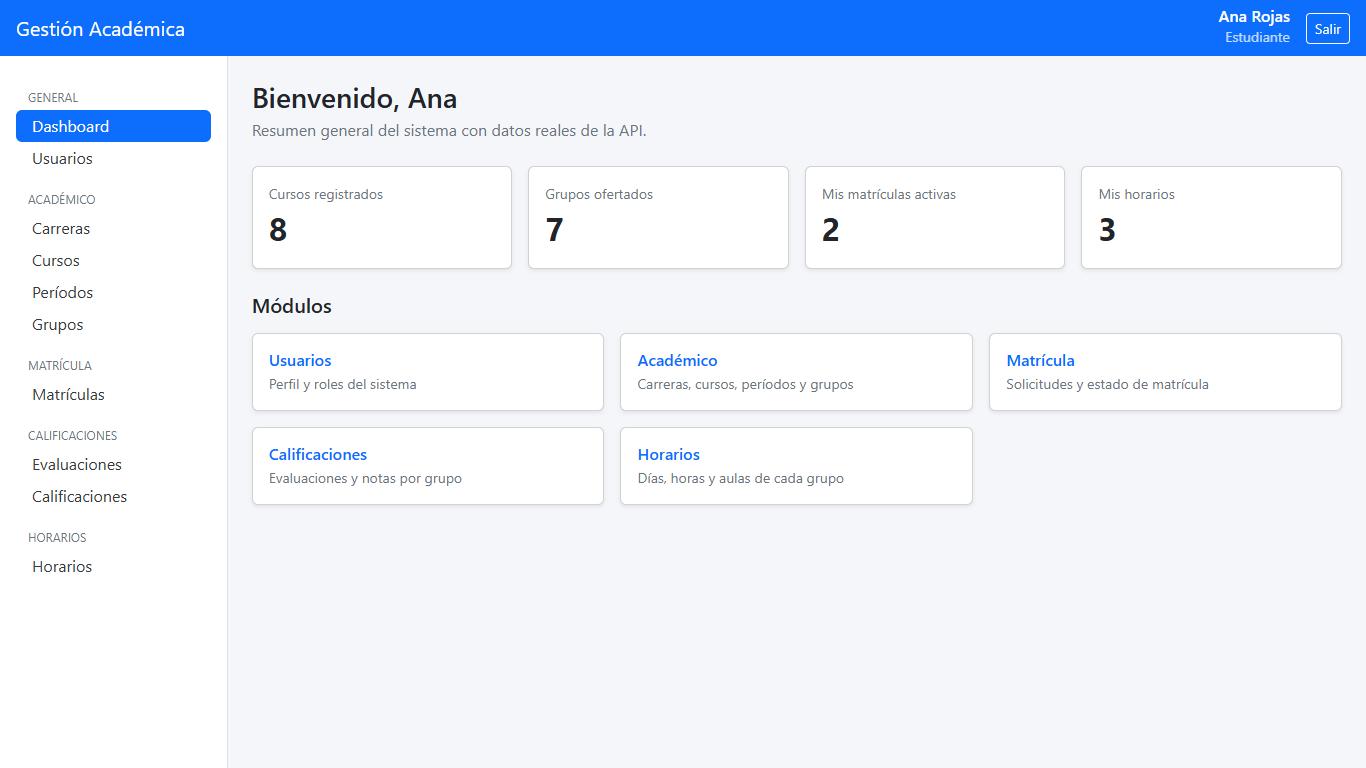 Gestión Académica
Ana Rojas
Estudiante
Salir
GENERAL
Dashboard
Usuarios
ACADÉMICO
Carreras
Cursos
Períodos
Grupos
MATRÍCULA
Matrículas
CALIFICACIONES
Evaluaciones
Calificaciones
HORARIOS
Horarios
Bienvenido, Ana
Resumen general del sistema con datos reales de la API.
Cursos registrados
8
Grupos ofertados
7
Mis matrículas activas
2
Mis horarios
3
Módulos
Usuarios
Perfil y roles del sistema
Académico
Carreras, cursos, períodos y grupos
Matrícula
Solicitudes y estado de matrícula
Calificaciones
Evaluaciones y notas por grupo
Horarios
Días, horas y aulas de cada grupo